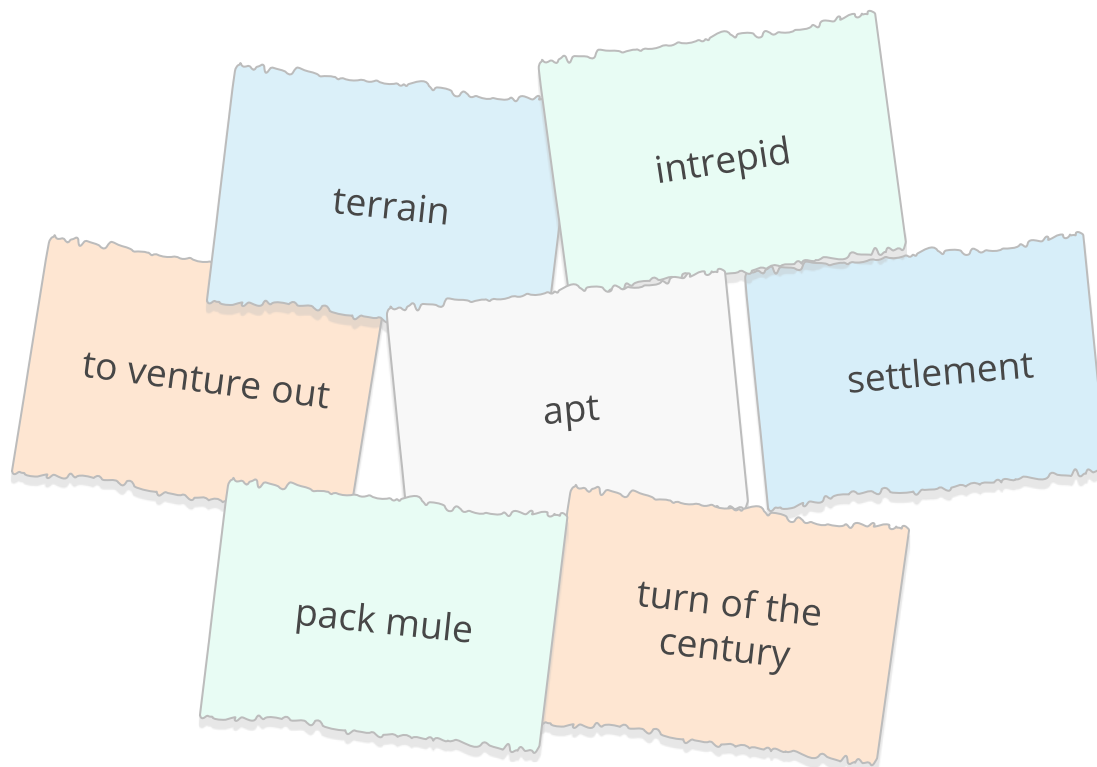 terrain
intrepid
to venture out
apt
settlement
pack mule
turn of the
century